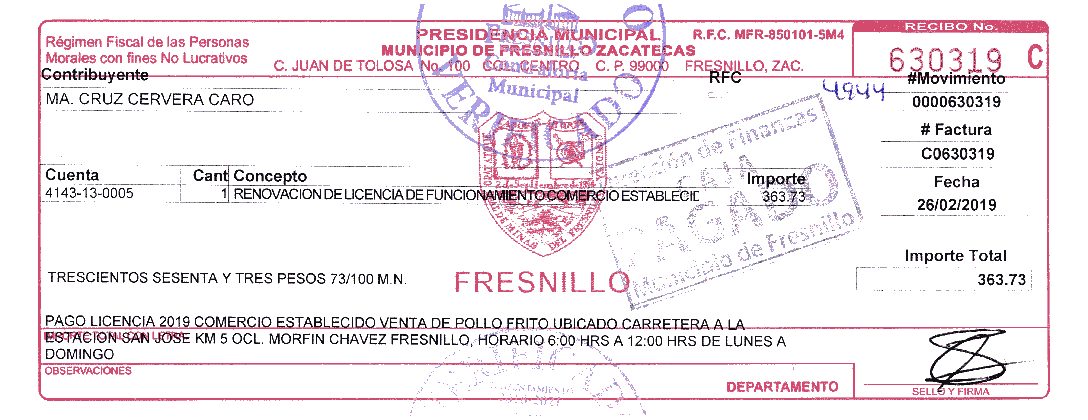 Régimen Fiscal de las Personas
Morales con fines No Lucrativos
PRESIDENCIA MUNICIPAL R.F.C. MFR-850101-5M4
MUNICIPIO DE FRESNILLO ZACATECAS
C. JUAN DE TOLOSA No. 100 COL. CENTRO C. P. 99000 FRESNILLO, ZAC.
RECIBO No.
630319 C
Contribuyente
RFC
MA. CRUZ CERVERA CARO
4944
#Movimiento
0000630319
# Factura
C0630319
Fecha
26/02/2019
Municipal
VERIFICADO
Cuenta Cant Concepto Importe
4143-13-0005 1 RENOVACION DE LICENCIA DE FUNCIONAMIENTO COMERCIO ESTABLECID 363.73
de Finanzas
PAGADO
Municipio de Fresnillo
Importe Total
363.73
TRESCIENTOS SESENTA Y TRES PESOS 73/100 M.N.
FRESNILLO
PAGO LICENCIA 2019 COMERCIO ESTABLECIDO VENTA DE POLLO FRITO UBICADO CARRETERA A LA
ESTACION SAN JOSE KM 5 OCL. MORFIN CHAVEZ FRESNILLO, HORARIO 6:00 HRS A 12:00 HRS DE LUNES A
DOMINGO
OBSERVACIONES
DEPARTAMENTO
SELLO Y FIRMA